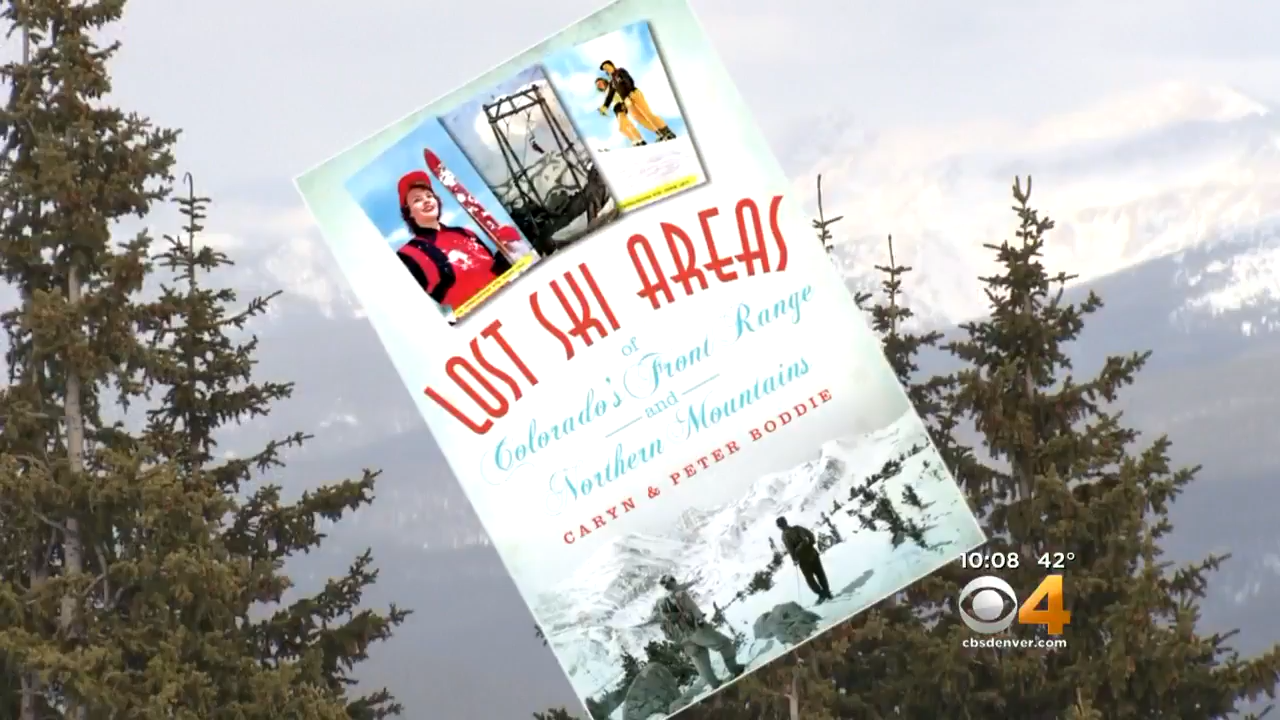 LOST SKI AREAS
of
Colorado's Front Range
and
Northern Mountains
CARYN & PETER BODDIE
10:08 42°
4
cbsdenver.com